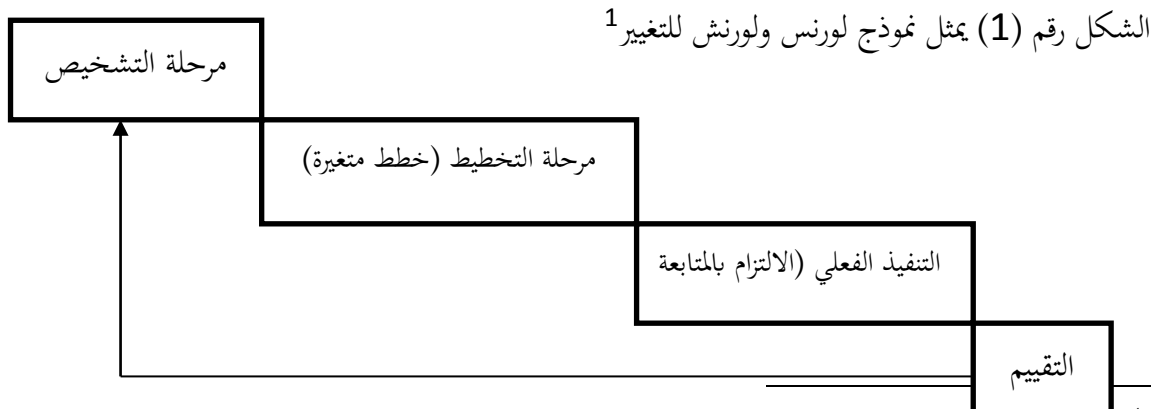 الشكل رقم (1) يمثل نموذج لورنس ولورنش للتغيير1
مرحلة التشخيص
مرحلة التخطيط (خطط متغيرة)
التنفيذ الفعلي (الالتزام بالمتابعة
التقييم